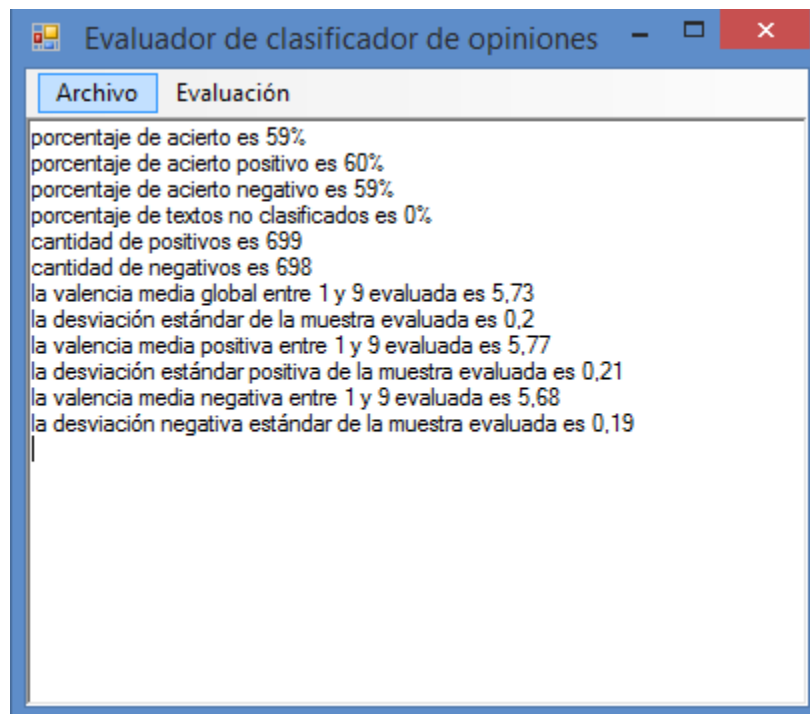 Evaluador de clasificador de opiniones
Archivo Evaluación
porcentaje de acierto es 59%
porcentaje de acierto positivo es 60%
porcentaje de acierto negativo es 59%
porcentaje de textos no clasificados es 0%
cantidad de positivos es 699
cantidad de negativos es 698
la valencia media global entre 1 y 9 evaluada es 5,73
la desviación estándar de la muestra evaluada es 0,2
la valencia media positiva entre 1 y 9 evaluada es 5,77
la desviación estándar positiva de la muestra evaluada es 0,21
la valencia media negativa entre 1 y 9 evaluada es 5,68
la desviación negativa estándar de la muestra evaluada es 0,19